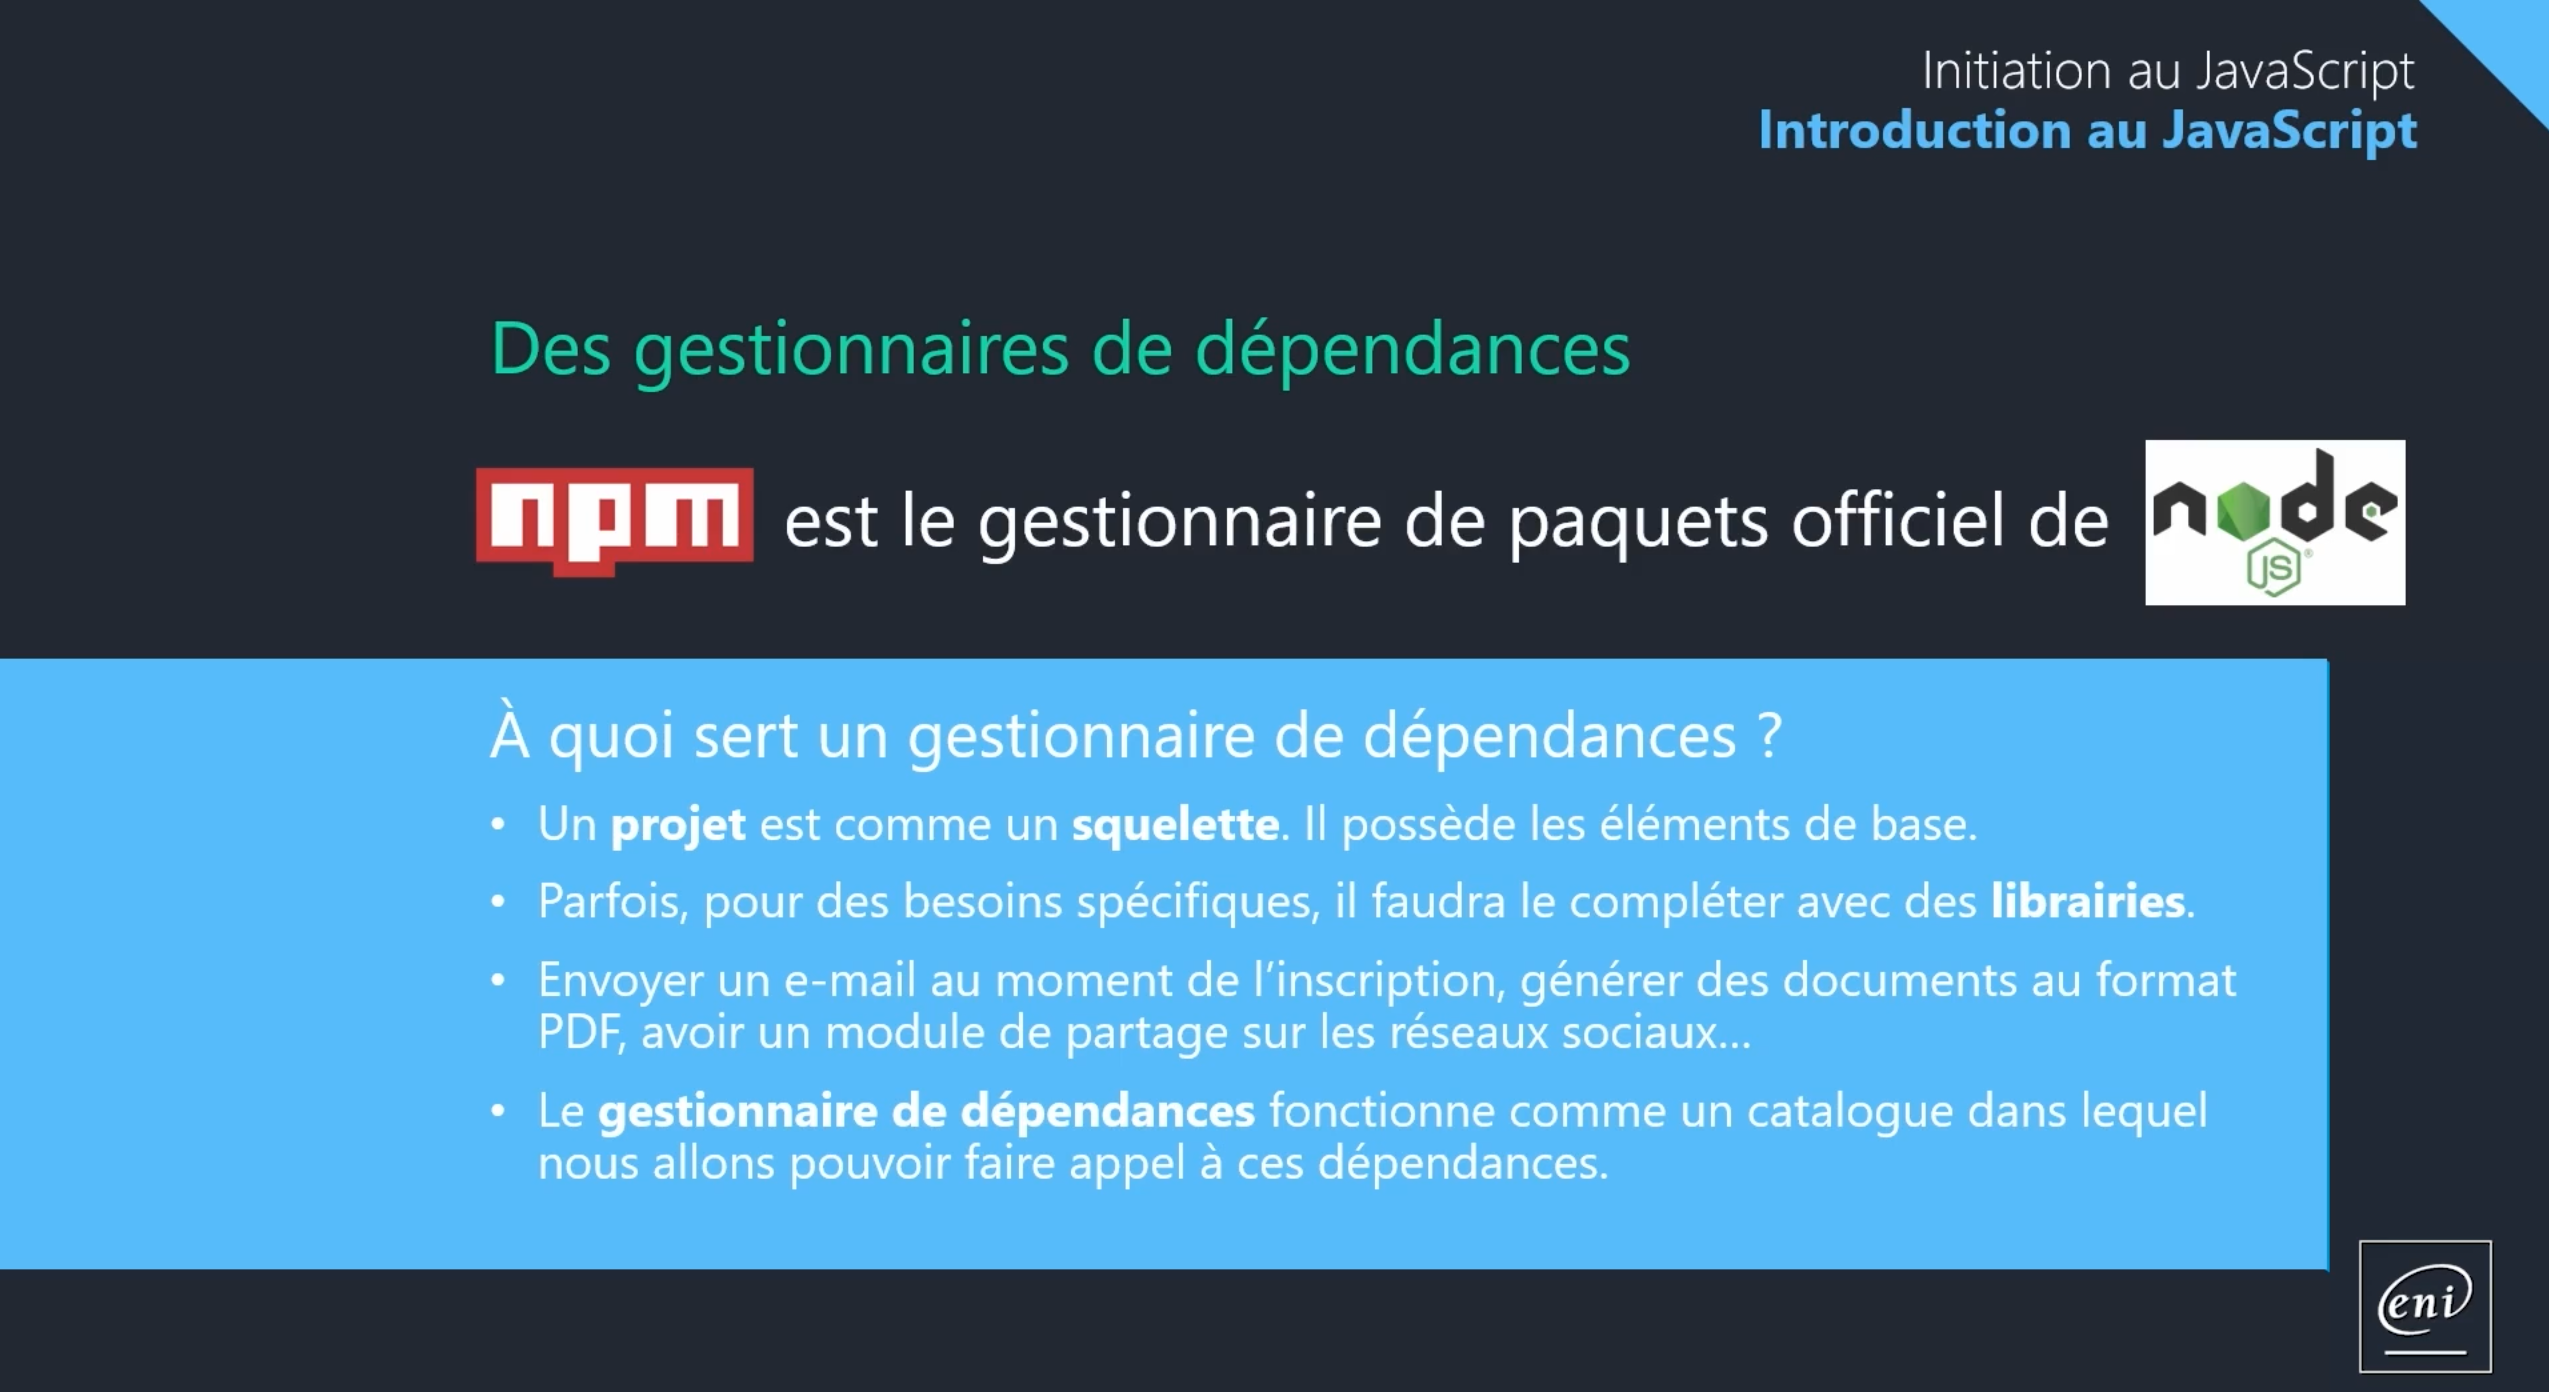 Initiation au JavaScript
Introduction au JavaScript
Des gestionnaires de dépendances
npm est le gestionnaire de paquets officiel de node
JS®
À quoi sert un gestionnaire de dépendances ?
• Un projet est comme un squelette. Il possède les éléments de base.
• Parfois, pour des besoins spécifiques, il faudra le compléter avec des librairies.
• Envoyer un e-mail au moment de l’inscription, générer des documents au format
PDF, avoir un module de partage sur les réseaux sociaux...
• Le gestionnaire de dépendances fonctionne comme un catalogue dans lequel
nous allons pouvoir faire appel à ces dépendances.
eni